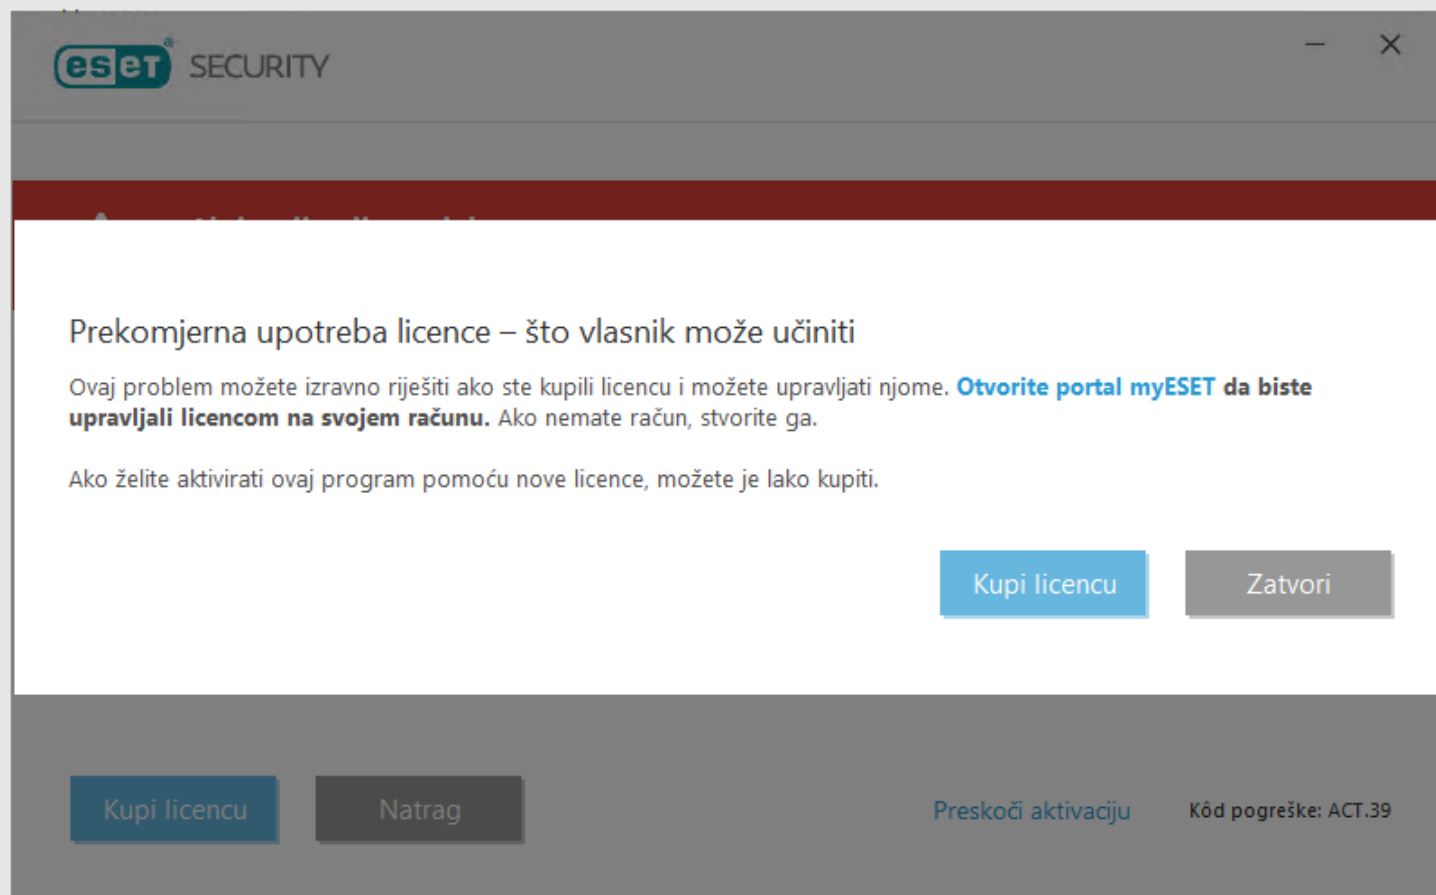 eset® SECURITY
Prekomjerna upotreba licence – što vlasnik može učiniti
Ovaj problem možete izravno riješiti ako ste kupili licencu i možete upravljati njome. Otvorite portal myESET da biste
upravljali licencom na svojem računu. Ako nemate račun, stvorite ga.
Ako želite aktivirati ovaj program pomoću nove licence, možete je lako kupiti.
Kupi licencu
Zatvori
Kupi licencu
Natrag
Preskoči aktivaciju
Kôd pogreške: ACT.39